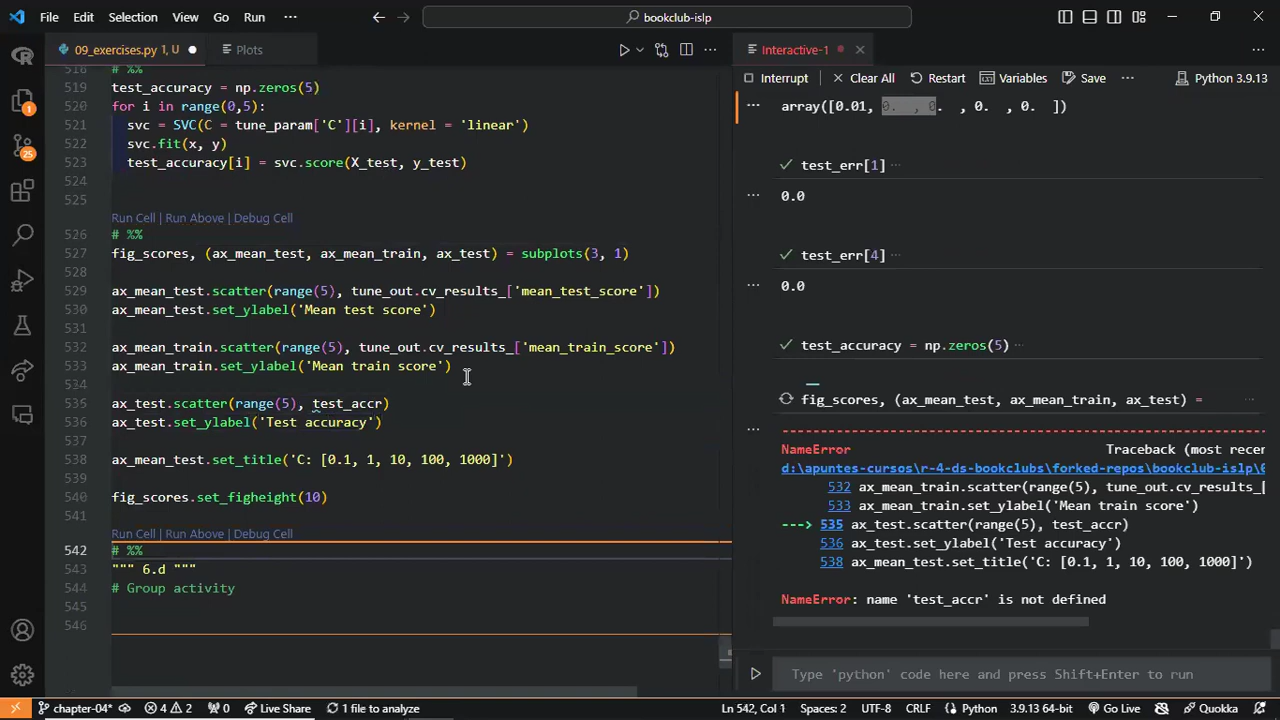 File Edit Selection View Go Run ··· bookclub-islp
09_exercises.py 1, U Plots
Interactive-1
Interrupt Clear All Restart Variables Save ··· Python 3.9.13
518 # %%
519 test_accuracy = np.zeros(5)
520 for i in range(0,5):
521 svc = SVC(C = tune_param['C'][i], kernel = 'linear')
522 svc.fit(x, y)
523 test_accuracy[i] = svc.score(X_test, y_test)
524
525
Run Cell | Run Above | Debug Cell
526 # %%
527 fig_scores, (ax_mean_test, ax_mean_train, ax_test) = subplots(3, 1)
528
529 ax_mean_test.scatter(range(5), tune_out.cv_results_['mean_test_score'])
530 ax_mean_test.set_ylabel('Mean test score')
531
532 ax_mean_train.scatter(range(5), tune_out.cv_results_['mean_train_score'])
533 ax_mean_train.set_ylabel('Mean train score')
535 ax_test.scatter(range(5), test_accr)
536 ax_test.set_ylabel('Test accuracy')
537
538 ax_mean_test.set_title('C: [0.1, 1, 10, 100, 1000]')
539
540 fig_scores.set_figheight(10)
541
Run Cell | Run Above | Debug Cell
542 # %%
543 """ 6.d """
544 # Group activity
545
546
array([0.01, 0. , 0. , 0. , 0. ])
test_err[1] ···
0.0
test_err[4] ···
0.0
test_accuracy = np.zeros(5) ···
fig_scores, (ax_mean_test, ax_mean_train, ax_test) = ···
NameError Traceback (most recen
d:\apuntes-cursos\r-4-ds-bookclubs\forked-repos\bookclub-islp\0
532 ax_mean_train.scatter(range(5), tune_out.cv_results_[
533 ax_mean_train.set_ylabel('Mean train score')
---> 535 ax_test.scatter(range(5), test_accr)
536 ax_test.set_ylabel('Test accuracy')
538 ax_mean_test.set_title('C: [0.1, 1, 10, 100, 1000]')
NameError: name 'test_accr' is not defined
Type 'python' code here and press Shift+Enter to run
1
25
chapter-04* 4 2 0 Live Share 1 file to analyze Ln 542, Col 1 Spaces: 2 UTF-8 CRLF Python 3.9.13 64-bit Go Live Quokka